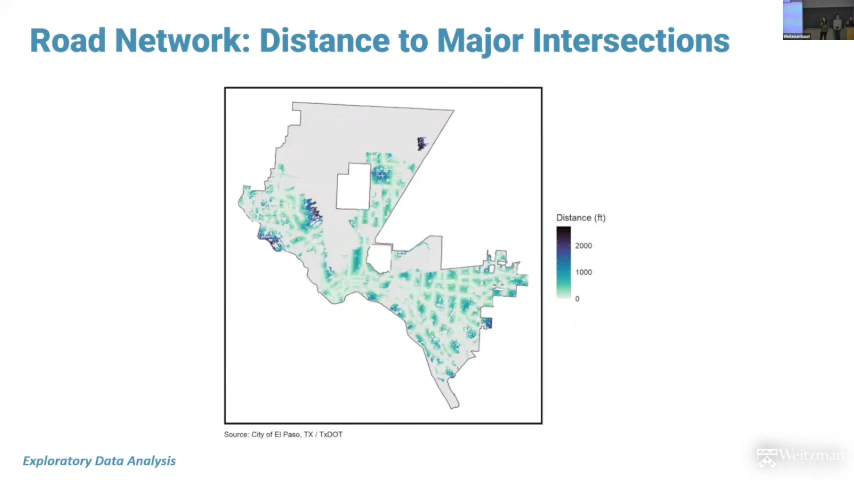 Road Network: Distance to Major Intersections
Distance (ft)
2000
1000
0
Source: City of El Paso, TX / TxDOT
Exploratory Data Analysis
Weitzman